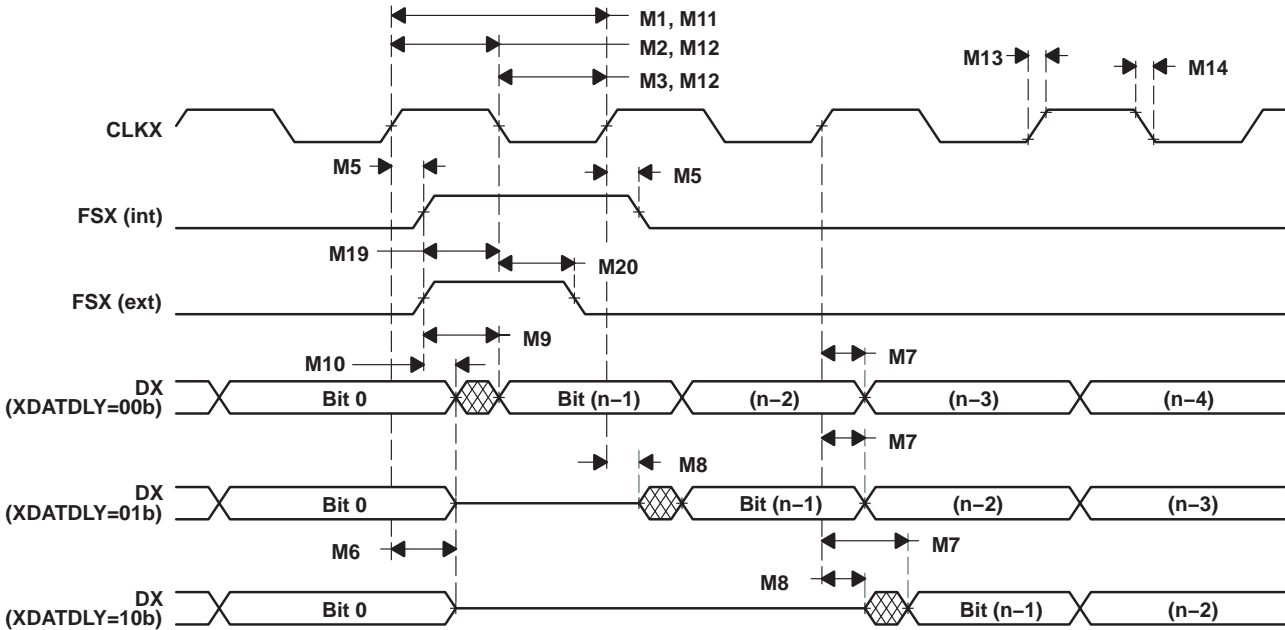 M1, M11
M2, M12
M3, M12
M13
M14
CLKX
M5
M5
FSX (int)
M19
M20
FSX (ext)
M9
M10
M7
DX
(XDATDLY=00b)
Bit 0
Bit (n−1)
(n−2)
(n−3)
(n−4)
M7
M8
DX
(XDATDLY=01b)
Bit 0
Bit (n−1)
(n−2)
(n−3)
M6
M7
M8
DX
(XDATDLY=10b)
Bit 0
Bit (n−1)
(n−2)